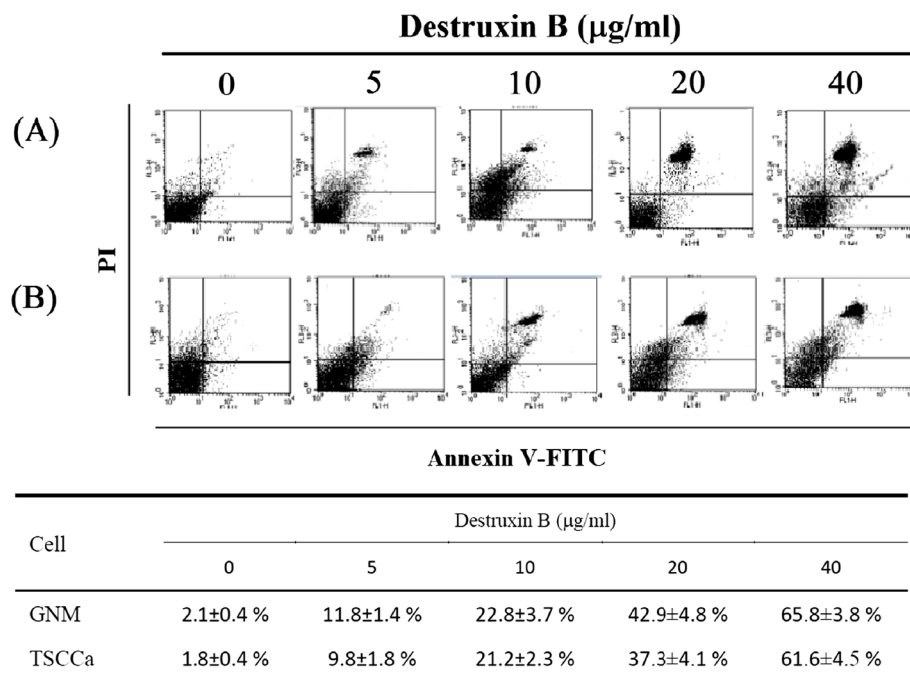 Destruxin B (μg/ml)
0 5 10 20 40
(A)
(B)
PI
Annexin V-FITC
Destruxin B (μg/ml)
Cell
0 5 10 20 40
GNM 2.1±0.4 % 11.8±1.4 % 22.8±3.7 % 42.9±4.8 % 65.8±3.8 %
TSCCa 1.8±0.4 % 9.8±1.8 % 21.2±2.3 % 37.3±4.1 % 61.6±4.5 %